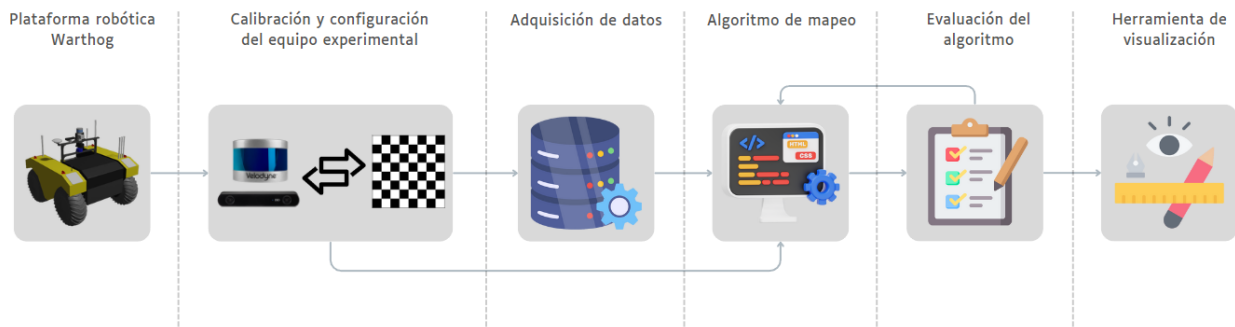 Plataforma robótica
Warthog
Calibración y configuración
del equipo experimental
Adquisición de datos
Algoritmo de mapeo
Evaluación del
algoritmo
Herramienta de
visualización
Velodyne
</>
HTML
CSS